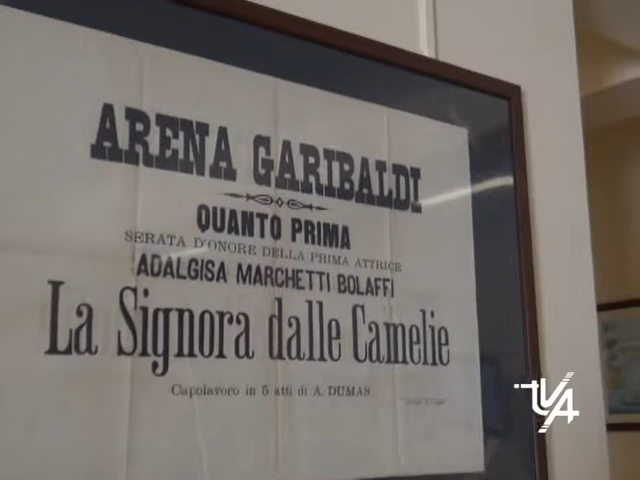 ARENA GARIBALDI
QUANTO PRIMA
SERATA D'ONORE DELLA PRIMA ATTRICE
ADALGISA MARCHETTI BOLAFFI
La Signora dalle Camelie
Capolavoro in 5 atti di A. DUMAS
tVA